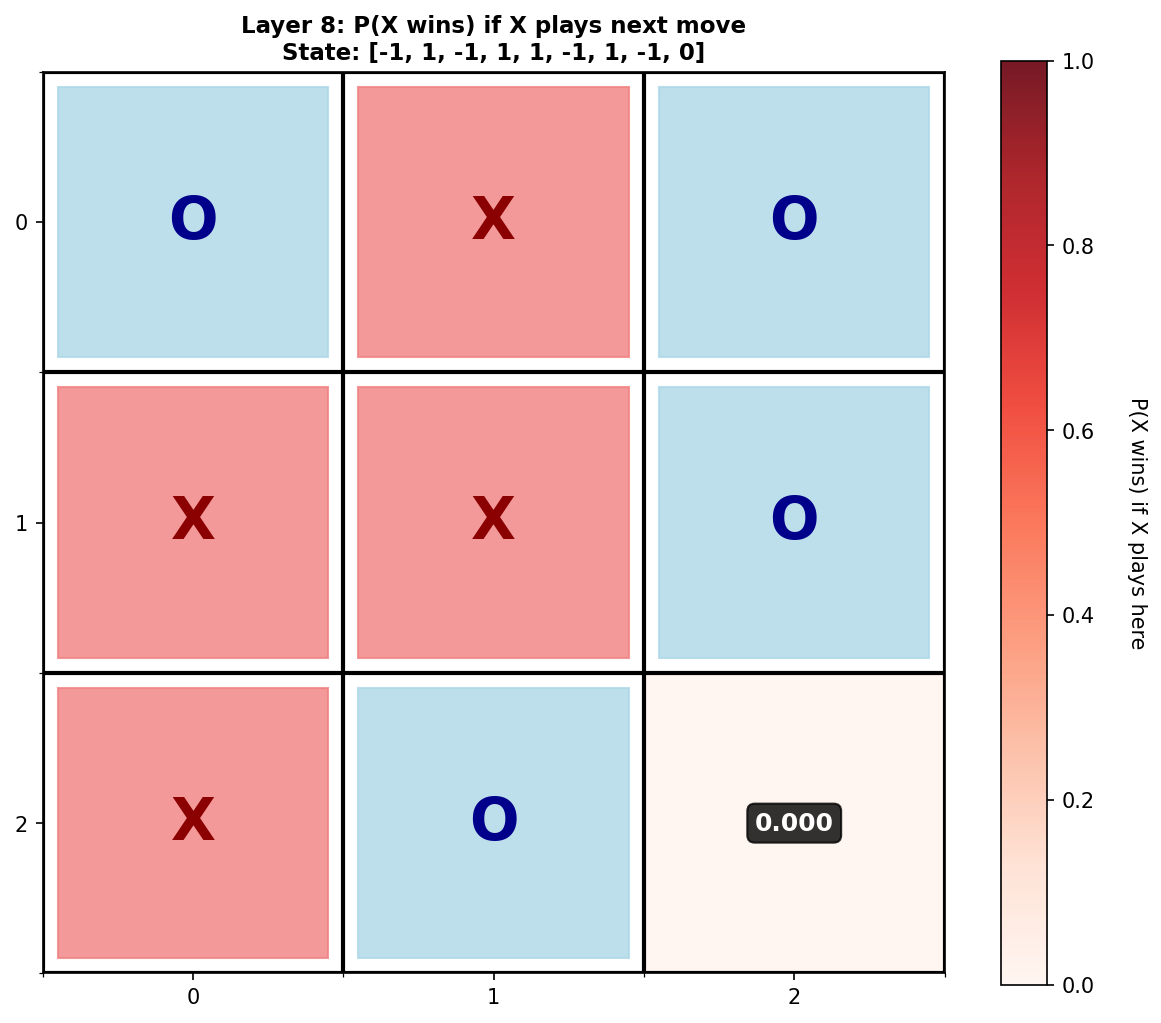 Layer 8: P(X wins) if X plays next move
State: [-1, 1, -1, 1, 1, -1, 1, -1, 0]
1.0
0.8
0.6
0.4
0.2
0.0
P(X wins) if X plays here
0
O
X
O
1
X
X
O
2
X
O
0.000
0
1
2